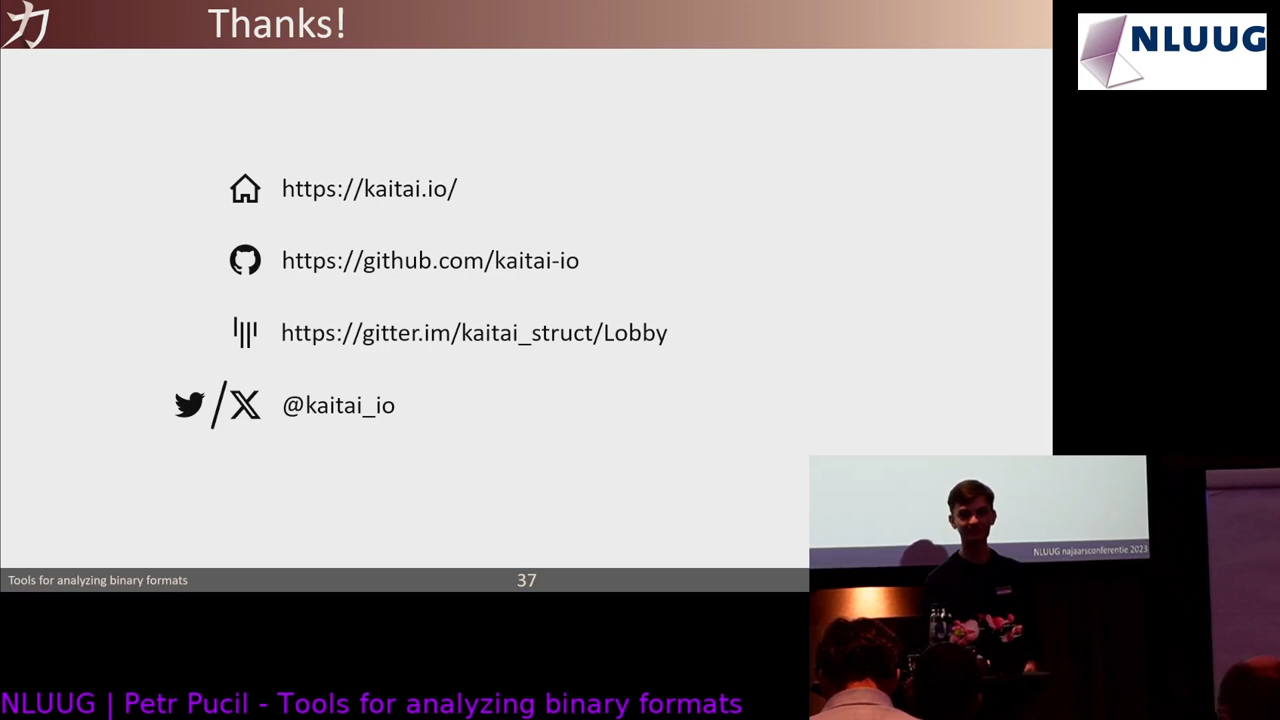 力
Thanks!
NLUUG
https://kaitai.io/
https://github.com/kaitai-io
https://gitter.im/kaitai_struct/Lobby
@kaitai_io
NLUUG najaarsconferentie 2023
Tools for analyzing binary formats
37
NLUUG | Petr Pucil - Tools for analyzing binary formats